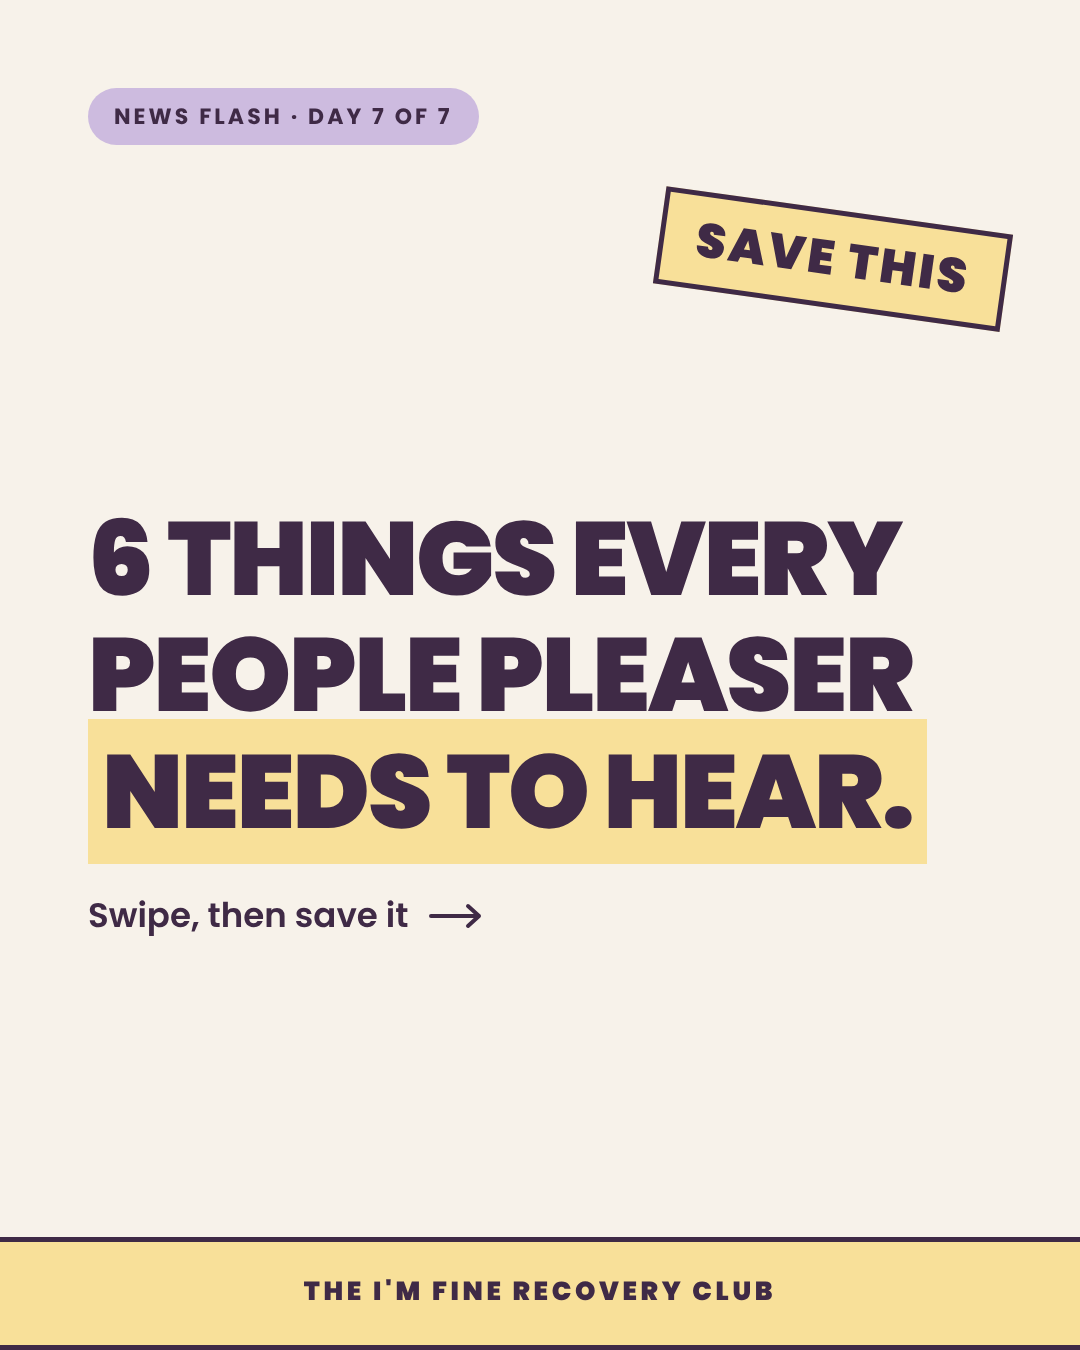 NEWS FLASH · DAY 7 OF 7
SAVE THIS
6 THINGS EVERY
PEOPLE PLEASER
NEEDS TO HEAR.
Swipe, then save it →
THE I'M FINE RECOVERY CLUB